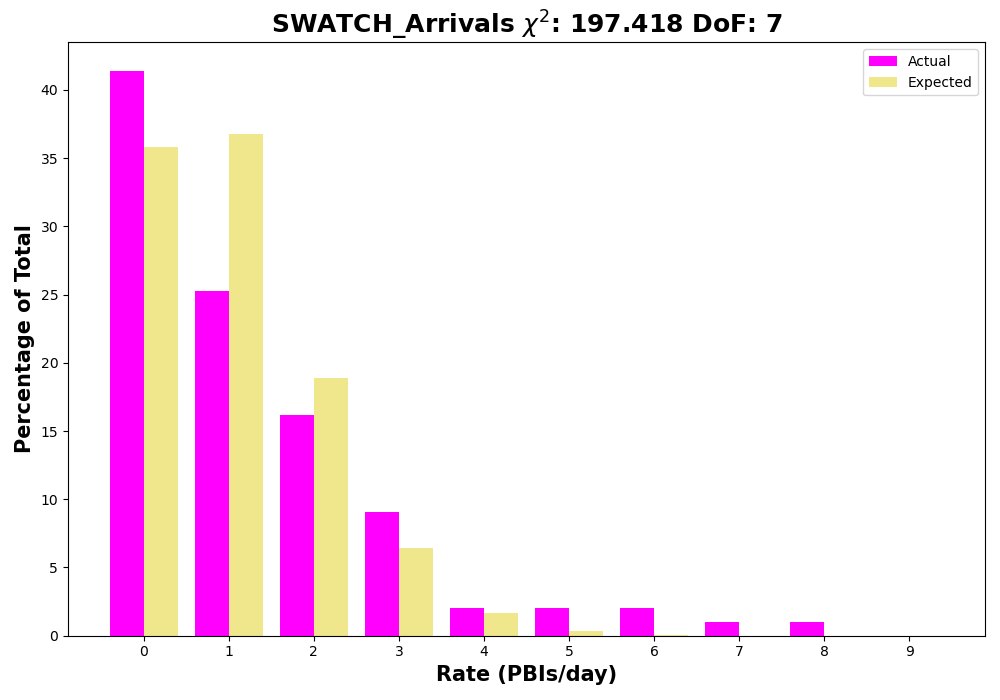 SWATCH_Arrivals χ²: 197.418 DoF: 7
Actual
Expected
Percentage of Total
40
35
30
25
20
15
10
5
0
0 1 2 3 4 5 6 7 8 9
Rate (PBIs/day)